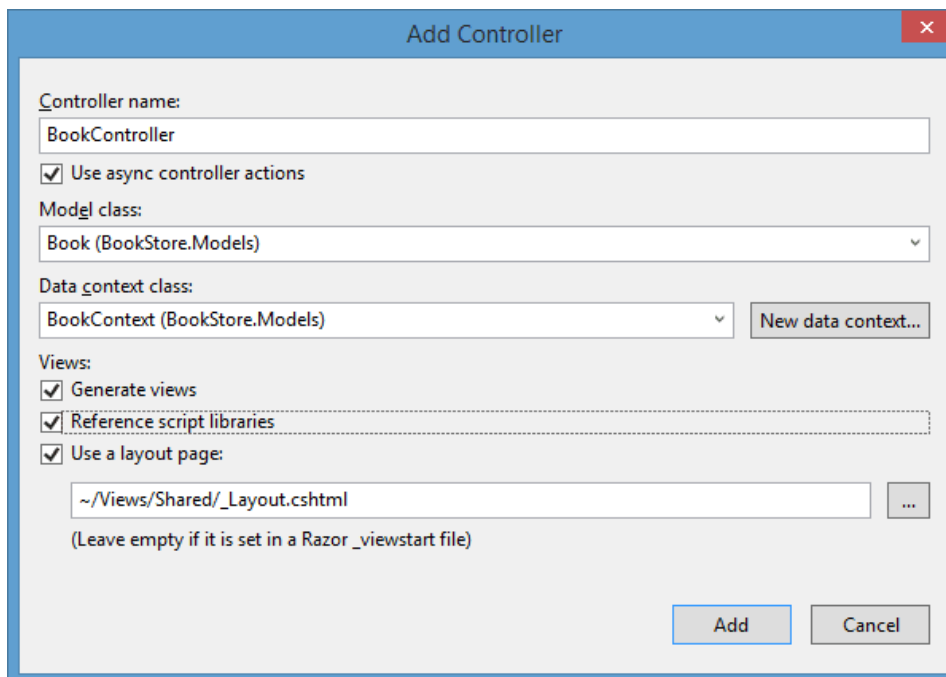 Add Controller
Controller name:
BookController
Use async controller actions
Model class:
Book (BookStore.Models)
Data context class:
BookContext (BookStore.Models)
New data context...
Views:
Generate views
Reference script libraries
Use a layout page:
~/Views/Shared/_Layout.cshtml
...
(Leave empty if it is set in a Razor _viewstart file)
Add
Cancel